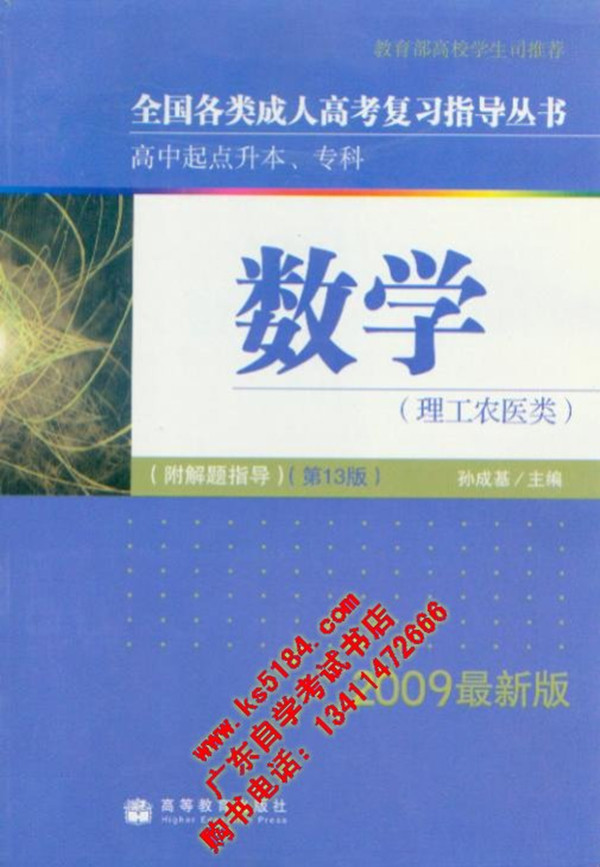 教育部高校学生司推荐
全国各类成人高考复习指导丛书
高中起点升本、专科
数学
(理工农医类)
(附解题指导)(第13版) 孙成基/主编
2009最新版
www.ks5184.com
广东自学考试书店
购书电话:13411472666
高等教育出版社
Higher Education Press